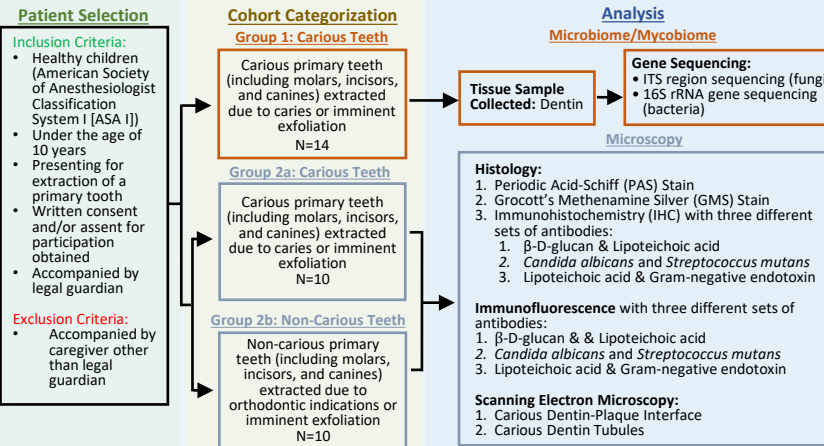 Patient Selection
Inclusion Criteria:
• Healthy children
(American Society
of Anesthesiologist
Classification
System I [ASA I])
• Under the age of
10 years
• Presenting for
extraction of a
primary tooth
• Written consent
and/or assent for
participation
obtained
• Accompanied by
legal guardian
Exclusion Criteria:
• Accompanied by
caregiver other
than legal
guardian
Cohort Categorization
Group 1: Carious Teeth
Carious primary teeth
(including molars, incisors,
and canines) extracted
due to caries or imminent
exfoliation
N=14
Group 2a: Carious Teeth
Carious primary teeth
(including molars, incisors,
and canines) extracted
due to caries or imminent
exfoliation
N=10
Group 2b: Non-Carious Teeth
Non-carious primary
teeth (including molars,
incisors, and canines)
extracted due to
orthodontic indications or
imminent exfoliation
N=10
Analysis
Microbiome/Mycobiome
Tissue Sample
Collected: Dentin
Gene Sequencing:
• ITS region sequencing (fungi
• 16S rRNA gene sequencing
(bacteria)
Microscopy
Histology:
1. Periodic Acid-Schiff (PAS) Stain
2. Grocott's Methenamine Silver (GMS) Stain
3. Immunohistochemistry (IHC) with three different
sets of antibodies:
1. β-D-glucan & Lipoteichoic acid
2. Candida albicans and Streptococcus mutans
3. Lipoteichoic acid & Gram-negative endotoxin
Immunofluorescence with three different sets of
antibodies:
1. β-D-glucan & & Lipoteichoic acid
2. Candida albicans and Streptococcus mutans
3. Lipoteichoic acid & Gram-negative endotoxin
Scanning Electron Microscopy:
1. Carious Dentin-Plaque Interface
2. Carious Dentin Tubules